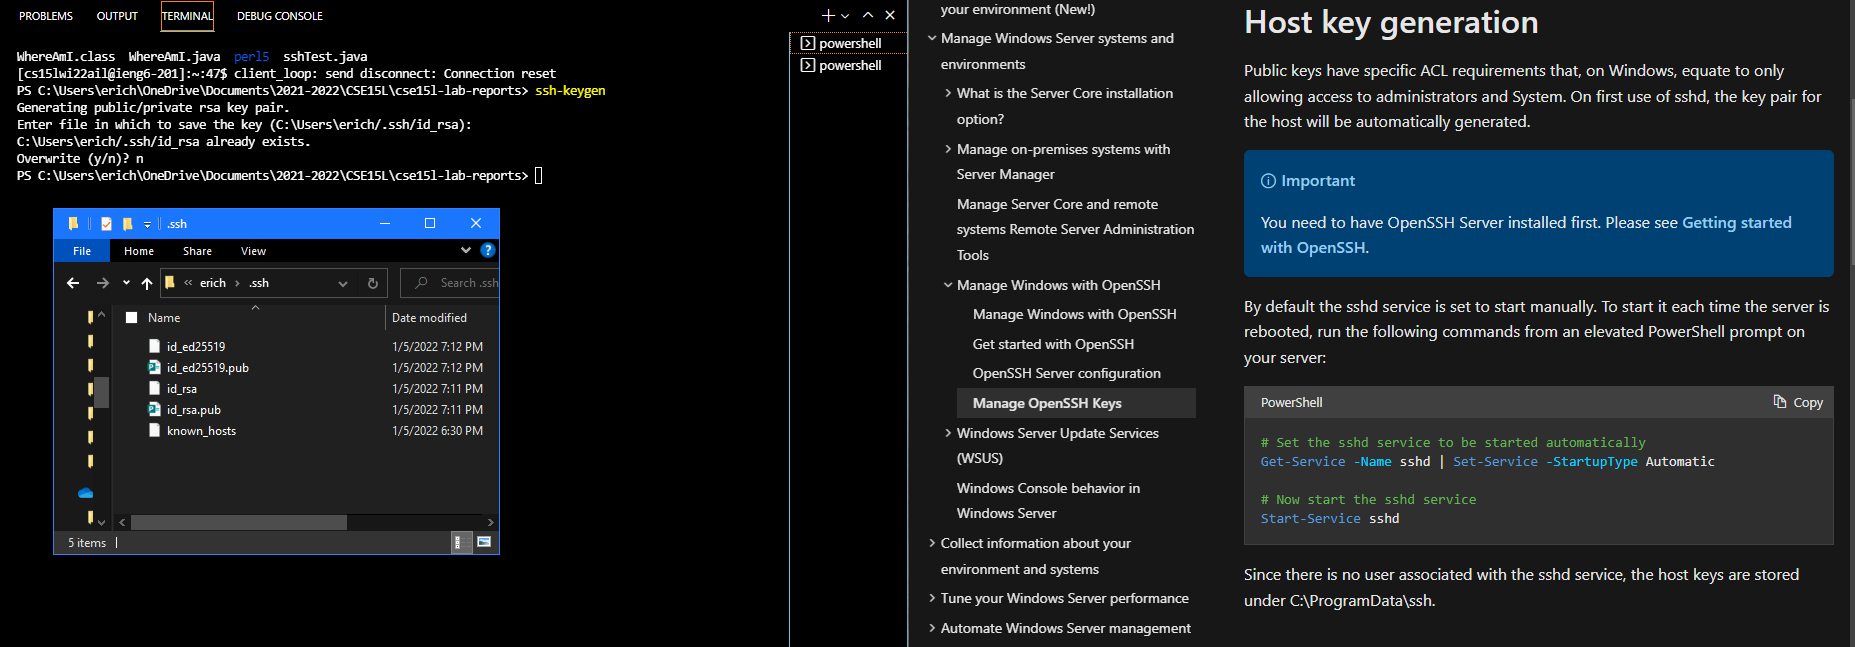 PROBLEMS OUTPUT TERMINAL DEBUG CONSOLE
WhereAmI.class WhereAmI.java perl5 sshTest.java
[cs15lwi22ail@ieng6-201]:~:47$ client_loop: send disconnect: Connection reset
PS C:\Users\erich\OneDrive\Documents\2021-2022\CSE15L\cse15l-lab-reports> ssh-keygen
Generating public/private rsa key pair.
Enter file in which to save the key (C:\Users\erich/.ssh/id_rsa):
C:\Users\erich/.ssh/id_rsa already exists.
Overwrite (y/n)? n
PS C:\Users\erich\OneDrive\Documents\2021-2022\CSE15L\cse15l-lab-reports>
powershell
powershell
.ssh
File Home Share View
erich .ssh
Search .ssh
Name Date modified
id_ed25519 1/5/2022 7:12 PM
id_ed25519.pub 1/5/2022 7:12 PM
id_rsa 1/5/2022 7:11 PM
id_rsa.pub 1/5/2022 7:11 PM
known_hosts 1/5/2022 6:30 PM
5 items
your environment (New!)
Manage Windows Server systems and
environments
What is the Server Core installation
option?
Manage on-premises systems with
Server Manager
Manage Server Core and remote
systems Remote Server Administration
Tools
Manage Windows with OpenSSH
Manage Windows with OpenSSH
Get started with OpenSSH
OpenSSH Server configuration
Manage OpenSSH Keys
Windows Server Update Services
(WSUS)
Windows Console behavior in
Windows Server
Collect information about your
environment and systems
Tune your Windows Server performance
Automate Windows Server management
Host key generation
Public keys have specific ACL requirements that, on Windows, equate to only
allowing access to administrators and System. On first use of sshd, the key pair for
the host will be automatically generated.
Important
You need to have OpenSSH Server installed first. Please see Getting started
with OpenSSH.
By default the sshd service is set to start manually. To start it each time the server is
rebooted, run the following commands from an elevated PowerShell prompt on
your server:
PowerShell Copy
# Set the sshd service to be started automatically
Get-Service -Name sshd | Set-Service -StartupType Automatic
# Now start the sshd service
Start-Service sshd
Since there is no user associated with the sshd service, the host keys are stored
under C:\ProgramData\ssh.